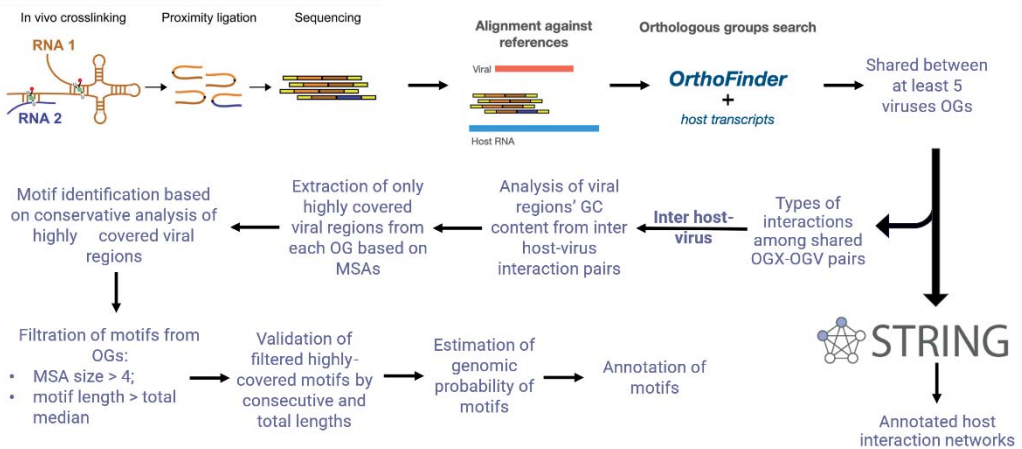 In vivo crosslinking
Proximity ligation
Sequencing
RNA 1
RNA 2
Alignment against
references
Viral
Host RNA
Orthologous groups search
OrthoFinder
+
host transcripts
Shared between
at least 5
viruses OGs
Types of
interactions
among shared
OGX-OGV pairs
Inter host-
virus
Analysis of viral
regions' GC
content from inter
host-virus
interaction pairs
Extraction of only
highly covered
viral regions from
each OG based on
MSAs
Motif identification based
on conservative analysis of
highly covered viral
regions
Filtration of motifs from
OGs:
• MSA size > 4;
• motif length > total
median
Validation of
filtered highly-
covered motifs by
consecutive and
total lengths
Estimation of
genomic
probability of
motifs
Annotation of
motifs
STRING
Annotated host
interaction networks